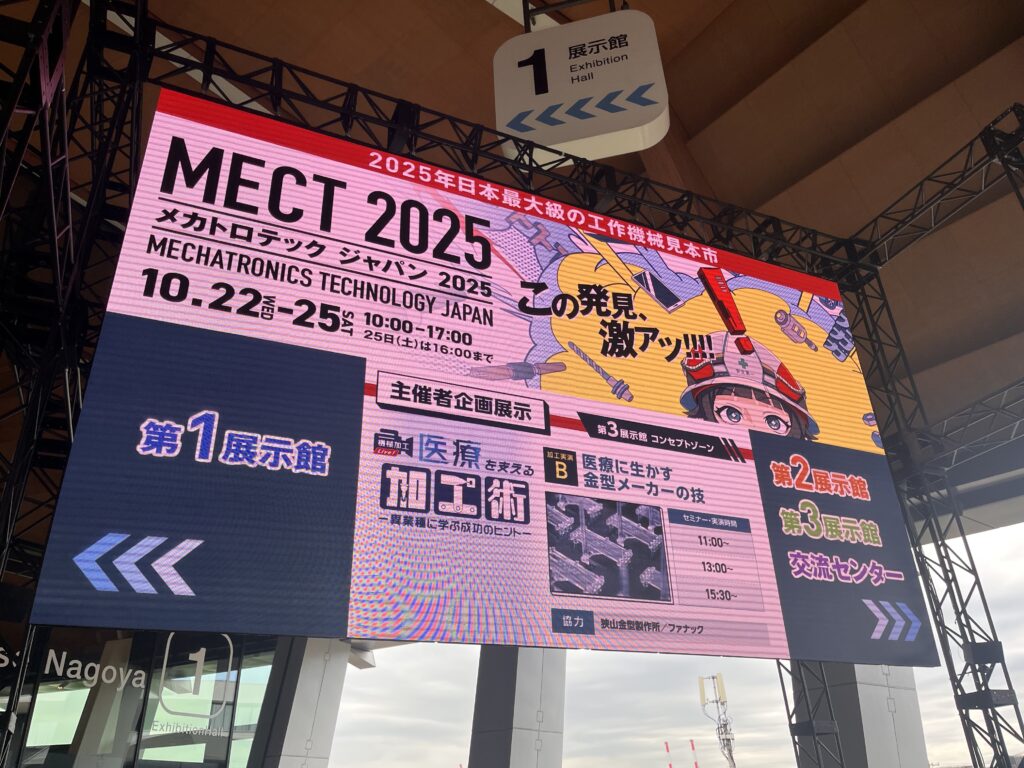 1 展示館
Exhibition
Hall
2025年日本最大級の工作機械見本市
MECT 2025
メカトロテック ジャパン 2025
MECHATRONICS TECHNOLOGY JAPAN
10.22WED-25SAT 10:00-17:00
25日(土)は16:00まで
この発見、
激アツ!!!!
主催者企画展示
第3展示館 コンセプトゾーン
第1展示館
機械加工 Live!
医療を支える
加工術
ー異業種に学ぶ成功のヒントー
加工実演
B
医療に生かす
金型メーカーの技
セミナー・実演時間
11:00~
13:00~
15:30~
協力 狭山金型製作所/ファナック
第2展示館
第3展示館
交流センター
Nagoya
1
Exhibition Hall